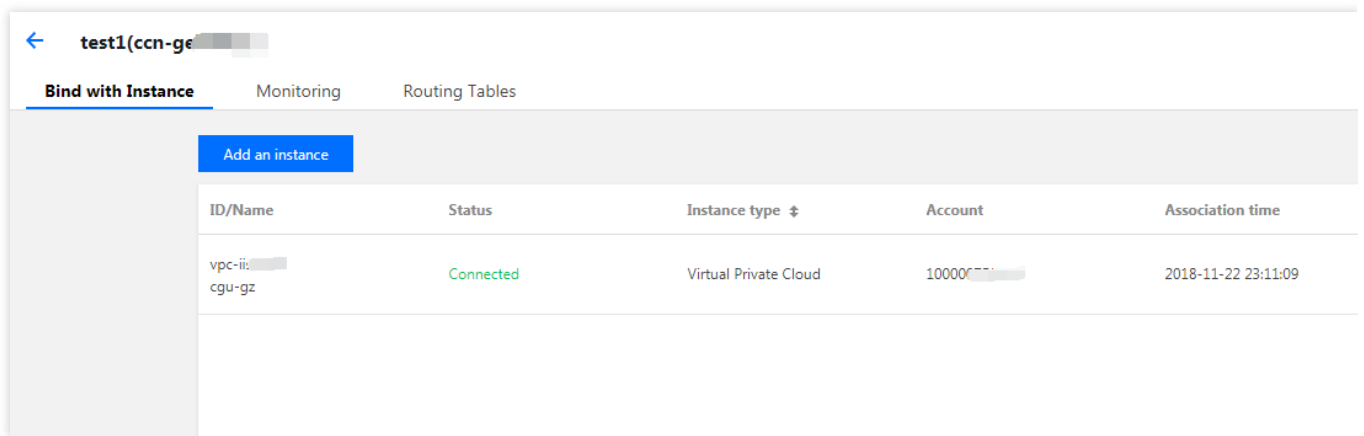 test1(ccn-ge
Bind with Instance Monitoring Routing Tables
Add an instance
ID/Name Status Instance type Account Association time
vpc-iis Connected Virtual Private Cloud 10000 2018-11-22 23:11:09
cgu-gz